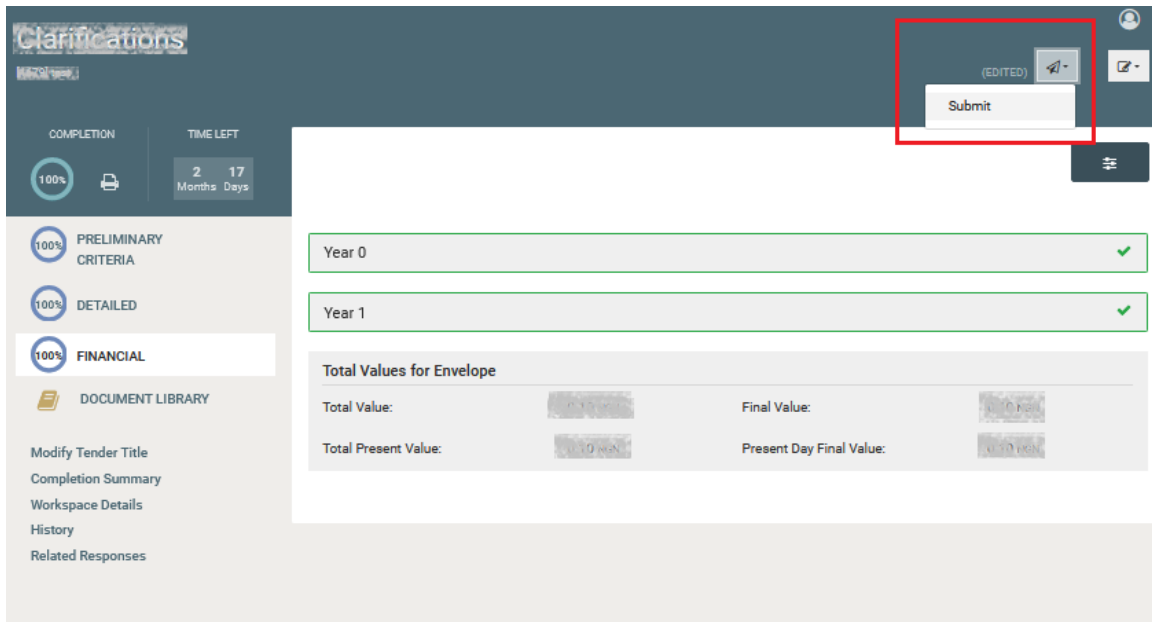 Clarifications
(EDITED)
Submit
COMPLETION TIME LEFT
100%
2 17
Months Days
100% PRELIMINARY
CRITERIA
100% DETAILED
100% FINANCIAL
DOCUMENT LIBRARY
Modify Tender Title
Completion Summary
Workspace Details
History
Related Responses
Year 0
Year 1
Total Values for Envelope
Total Value: Final Value:
Total Present Value: Present Day Final Value: